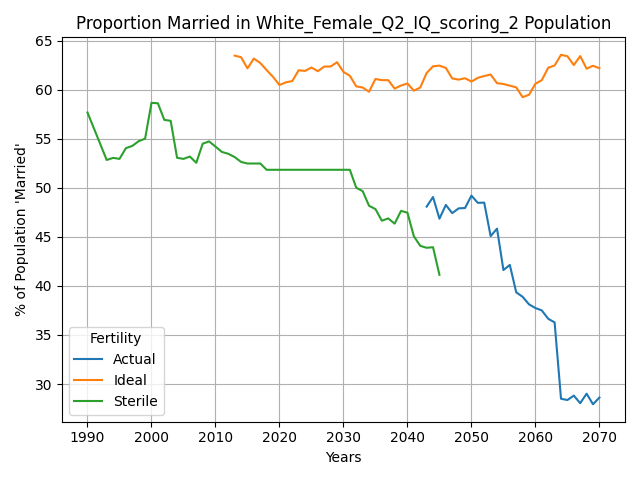 Proportion Married in White_Female_Q2_IQ_scoring_2 Population
65
60
55
50
45
40
35
30
% of Population 'Married'
Fertility
Actual
Ideal
Sterile
1990 2000 2010 2020 2030 2040 2050 2060 2070
Years